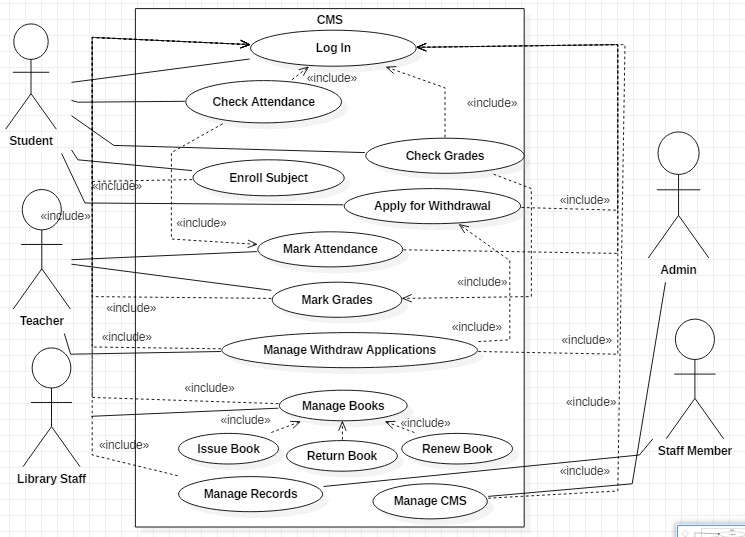 CMS
Log In
«include»
Check Attendance
«include»
Student
Check Grades
Enroll Subject
«include»
«include»
Apply for Withdrawal
«include»
«include»
Mark Attendance
Admin
«include»
Mark Grades
«include»
Teacher
«include»
«include»
«include»
Manage Withdraw Applications
«include»
Manage Books
«include»
«include»
«include»
«include»
Issue Book
Return Book
Renew Book
Staff Member
Library Staff
«include»
Manage Records
Manage CMS